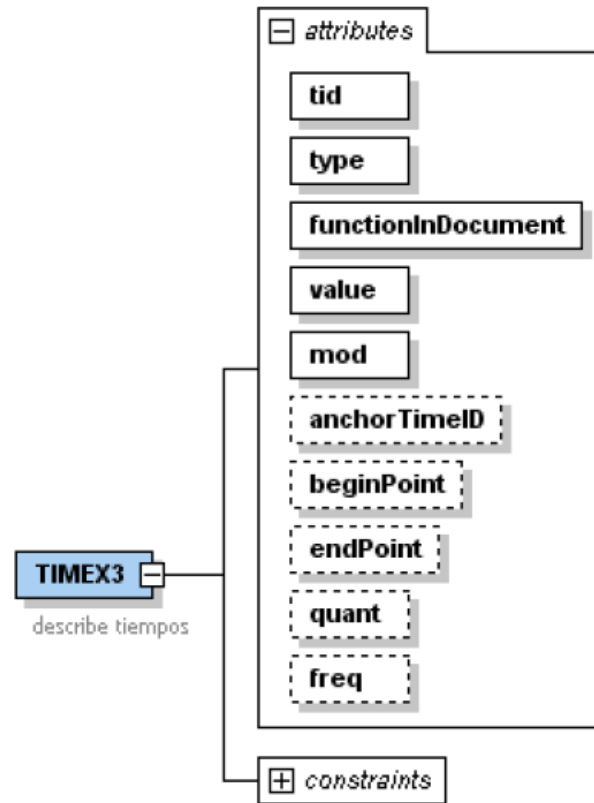 attributes
tid
type
functionInDocument
value
mod
anchorTimeID
beginPoint
endPoint
quant
freq
TIMEX3
describe tiempos
constraints